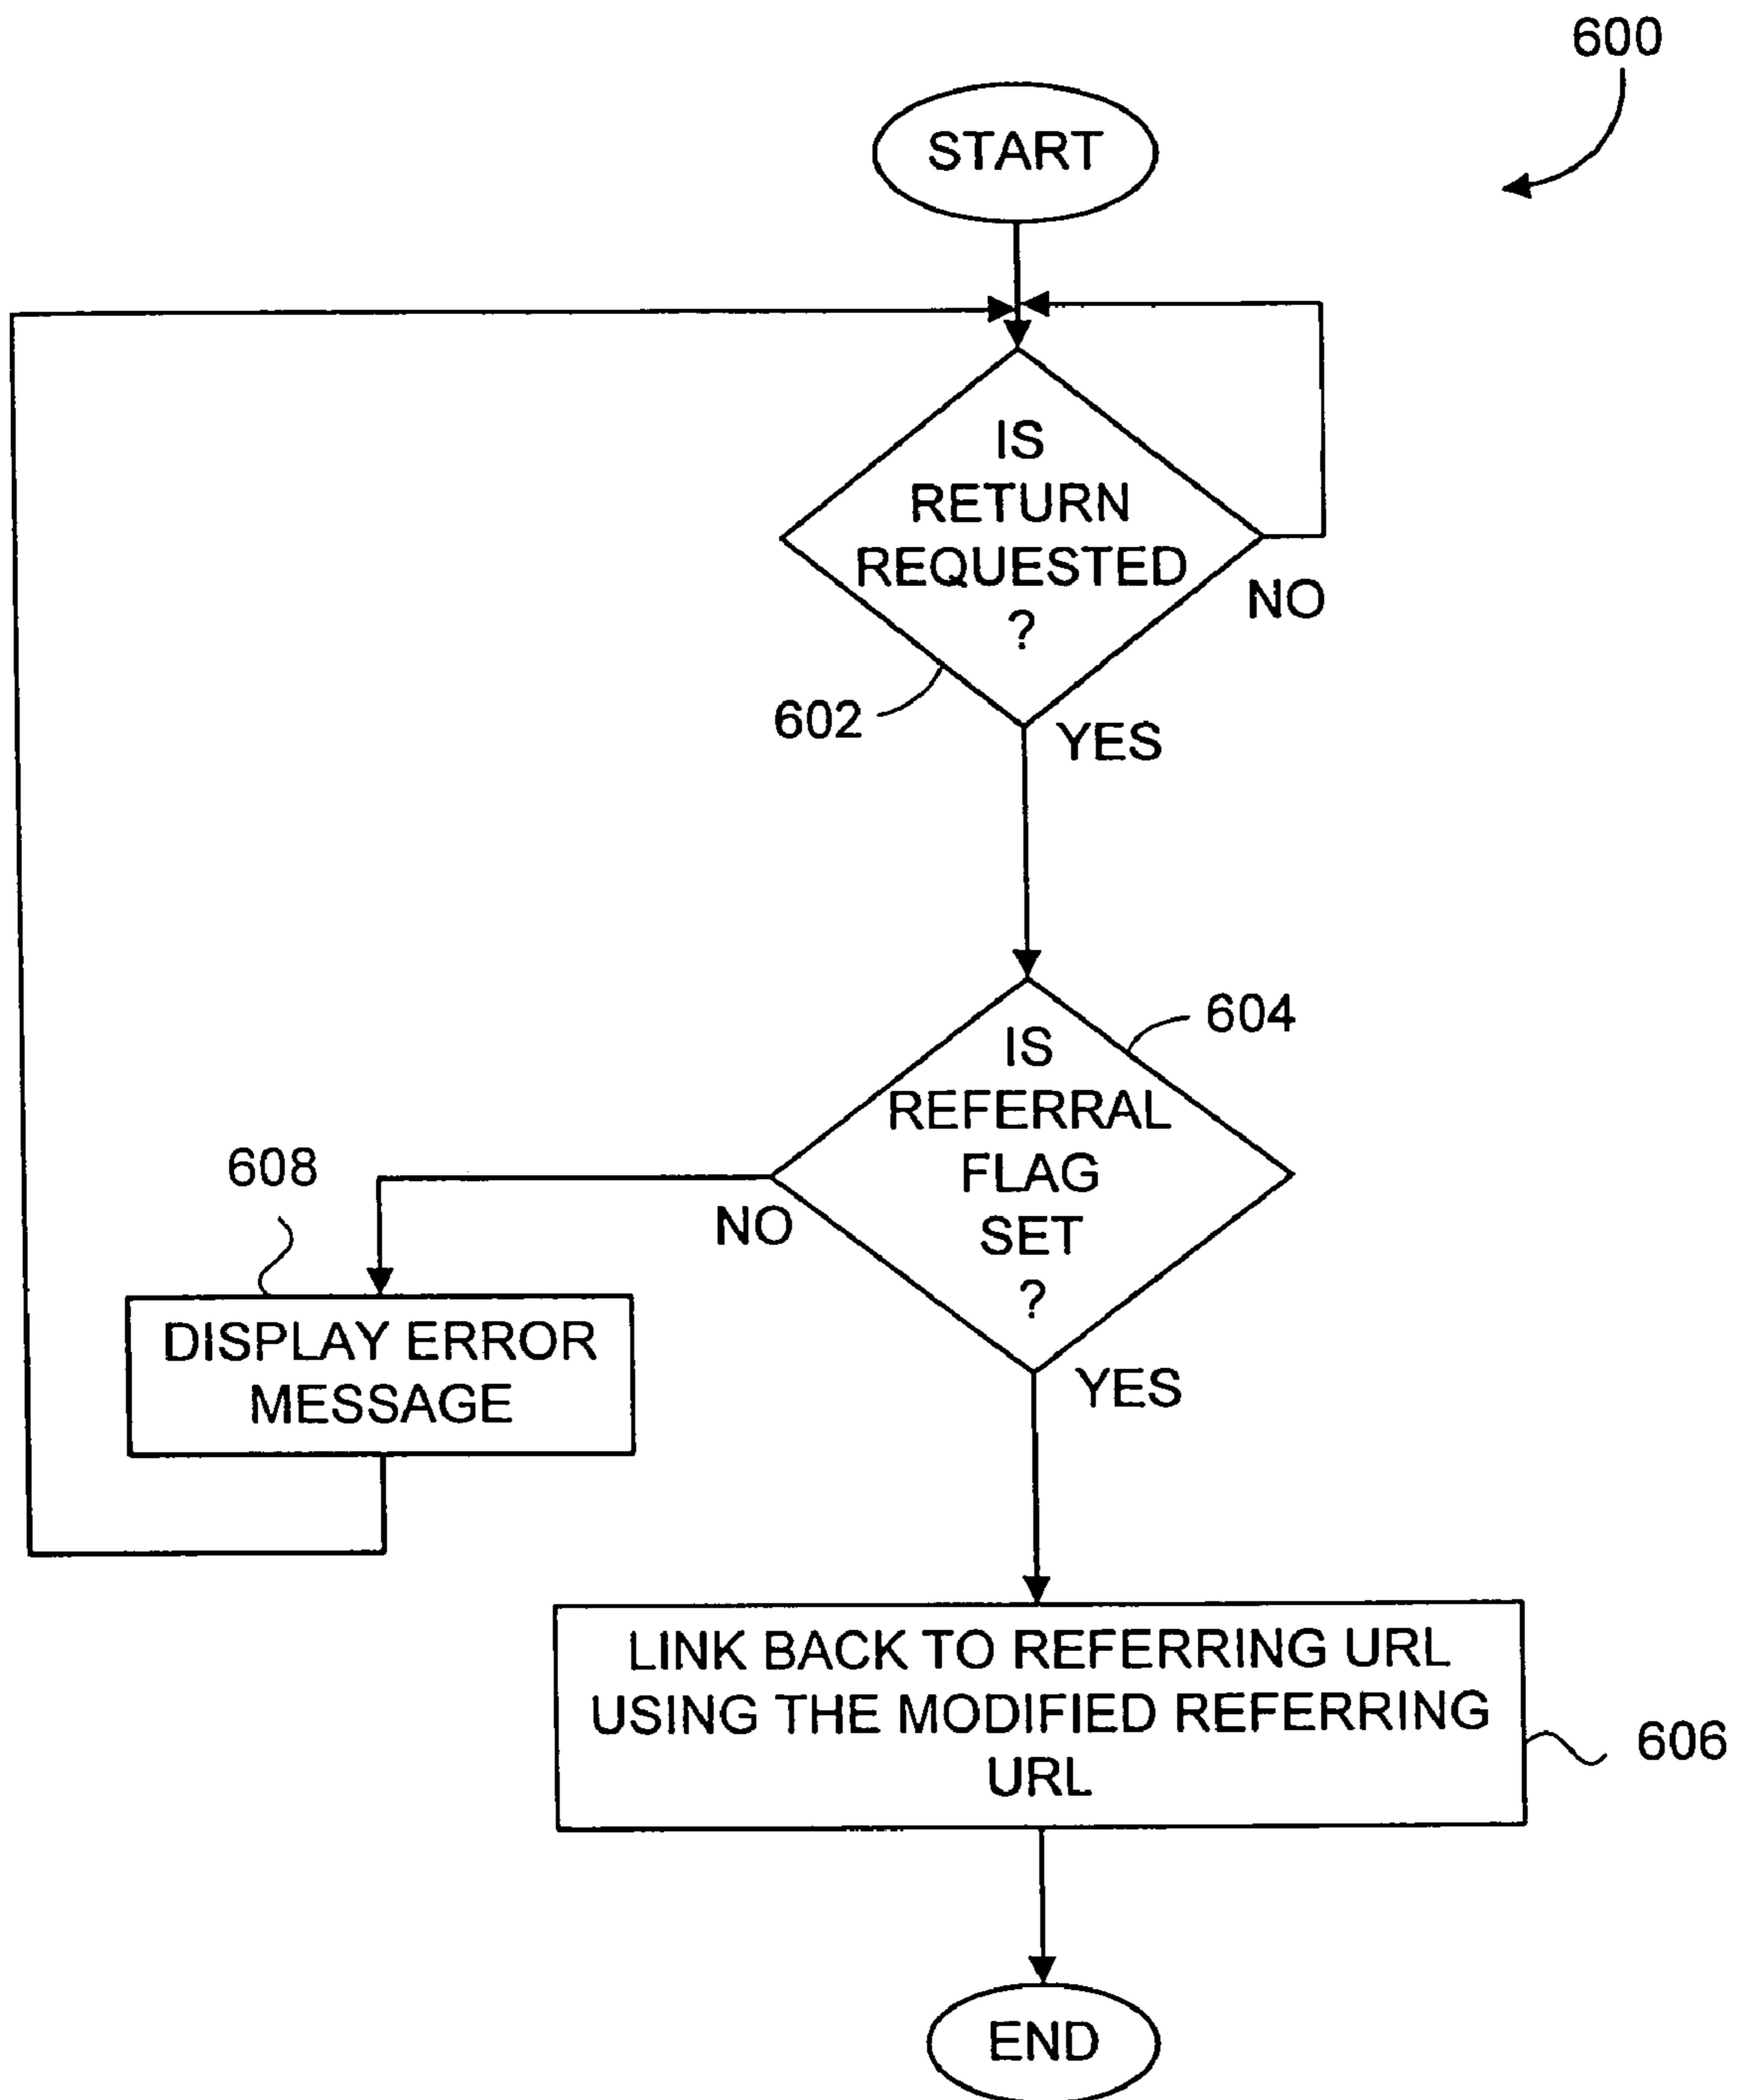 600
START
IS
RETURN
REQUESTED
?
NO
602
YES
604
IS
REFERRAL
FLAG
SET
?
608
NO
DISPLAY ERROR
MESSAGE
YES
LINK BACK TO REFERRING URL
USING THE MODIFIED REFERRING
URL
606
END